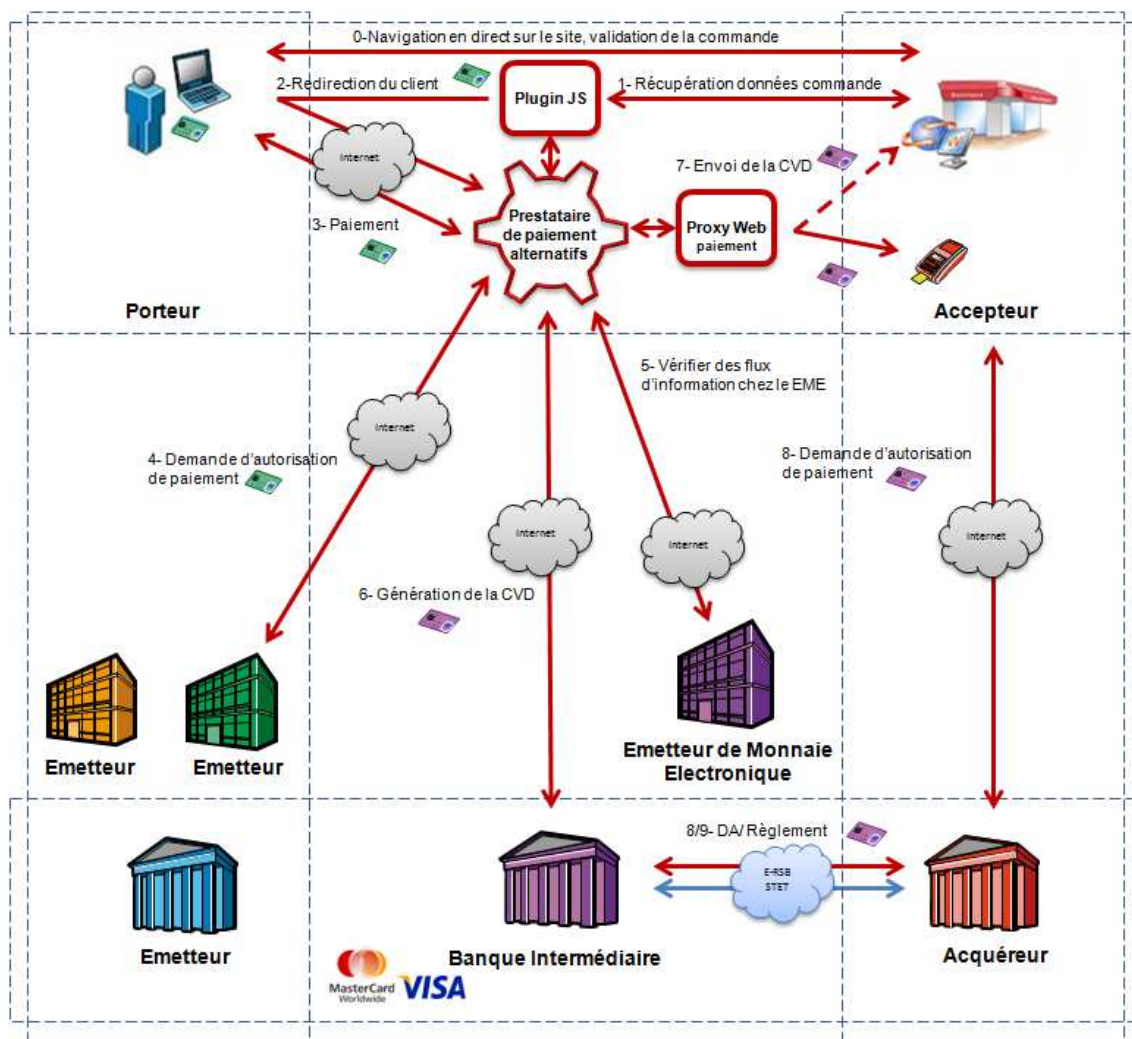 0-Navigation en direct sur le site, validation de la commande
2-Redirection du client
Plugin JS
1- Récupération données commande
Internet
7- Envoi de la CVD
3- Paiement
Prestataire
de paiement
alternatifs
Proxy Web
paiement
Porteur
Accepteur
5- Vérifier des flux
d'information chez le EME
Internet
4- Demande d'autorisation
de paiement
8- Demande d'autorisation
de paiement
Internet
Internet
Internet
6- Génération de la CVD
Emetteur
Emetteur
Emetteur de Monnaie
Electronique
8/9- DA/ Règlement
E-RSB
STET
Emetteur
Banque Intermédiaire
Acquéreur
MasterCard
Worldwide
VISA